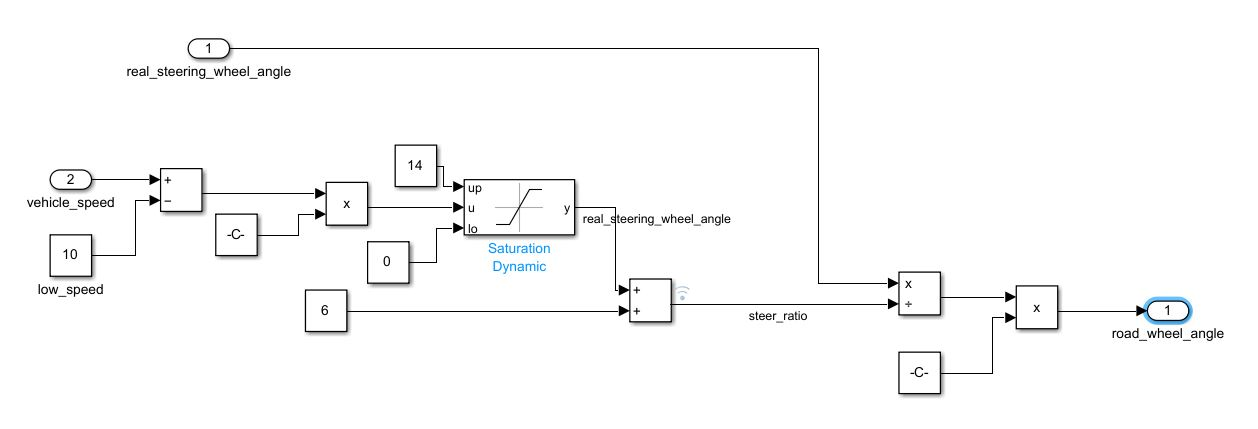 1
real_steering_wheel_angle
14
2
vehicle_speed
+
−
x
up
u
lo
y
real_steering_wheel_angle
-C-
10
low_speed
0
Saturation
Dynamic
6
+
+
steer_ratio
x
÷
x
1
road_wheel_angle
-C-